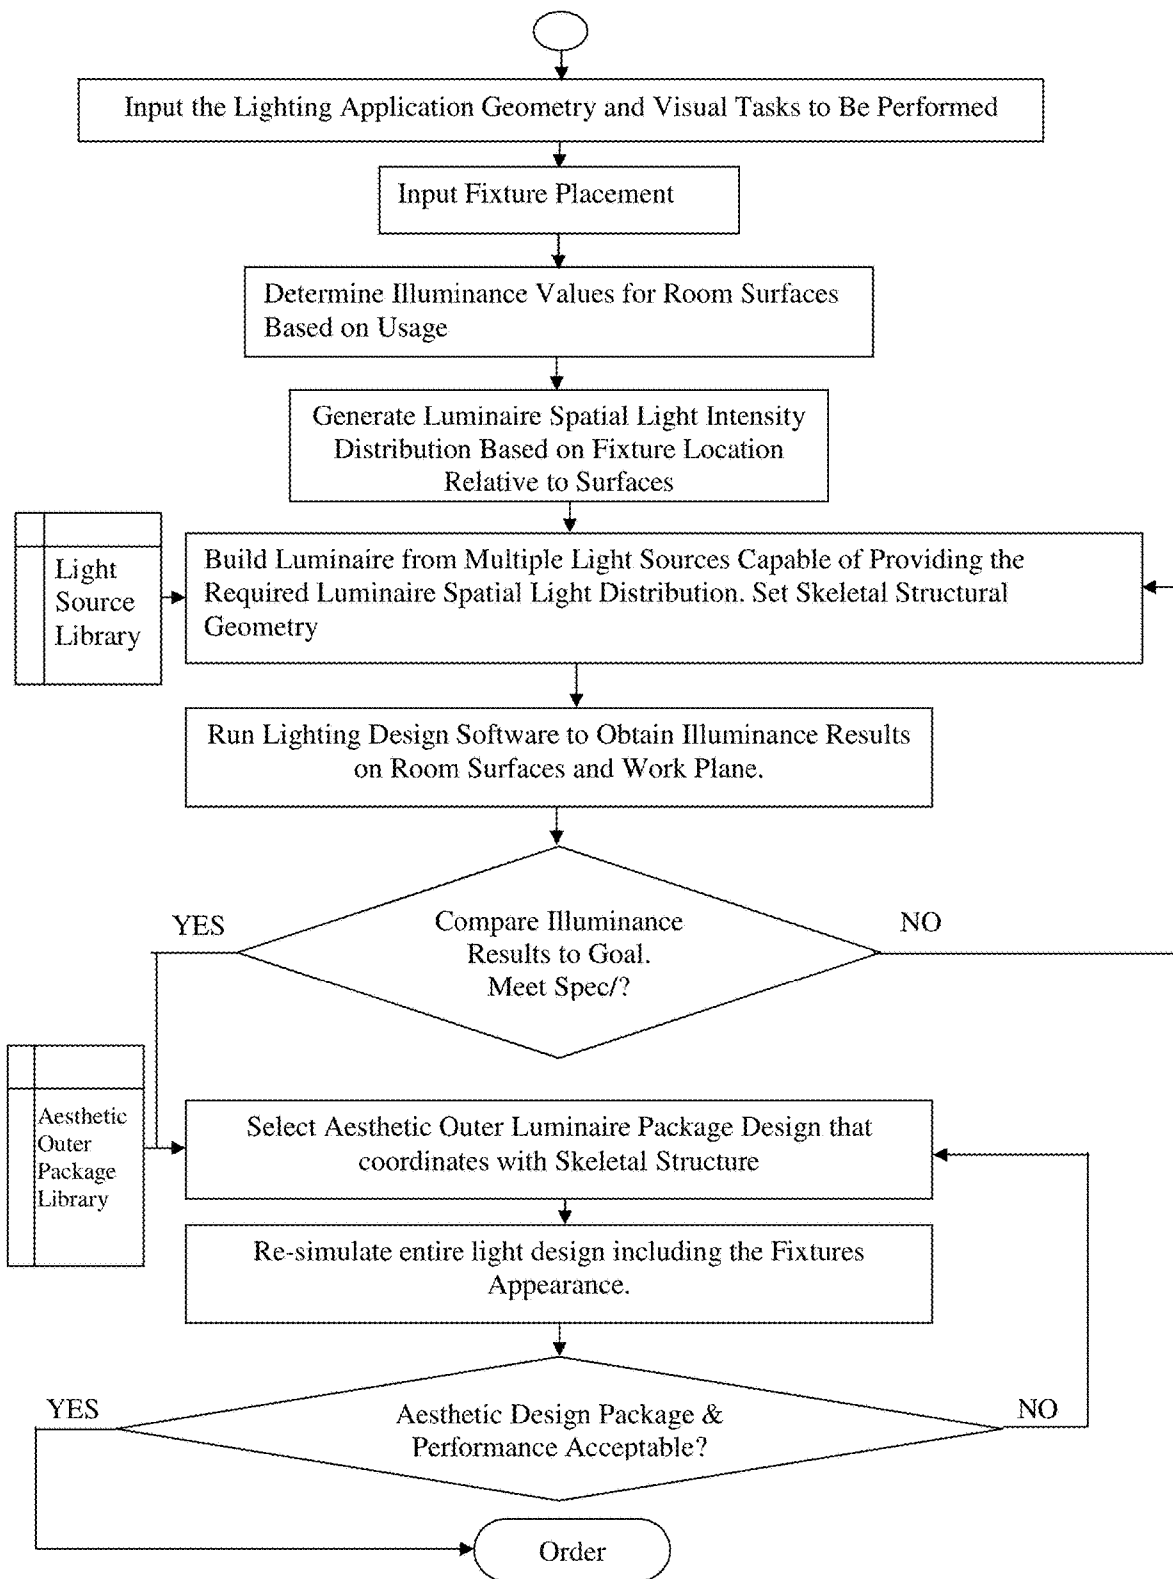 Input the Lighting Application Geometry and Visual Tasks to Be Performed
Input Fixture Placement
Determine Illuminance Values for Room Surfaces
Based on Usage
Generate Luminaire Spatial Light Intensity
Distribution Based on Fixture Location
Relative to Surfaces
Light
Source
Library
Build Luminaire from Multiple Light Sources Capable of Providing the
Required Luminaire Spatial Light Distribution. Set Skeletal Structural
Geometry
Run Lighting Design Software to Obtain Illuminance Results
on Room Surfaces and Work Plane.
YES
Compare Illuminance
Results to Goal.
Meet Spec/?
NO
Aesthetic
Outer
Package
Library
Select Aesthetic Outer Luminaire Package Design that
coordinates with Skeletal Structure
Re-simulate entire light design including the Fixtures
Appearance.
YES
Aesthetic Design Package &
Performance Acceptable?
NO
Order